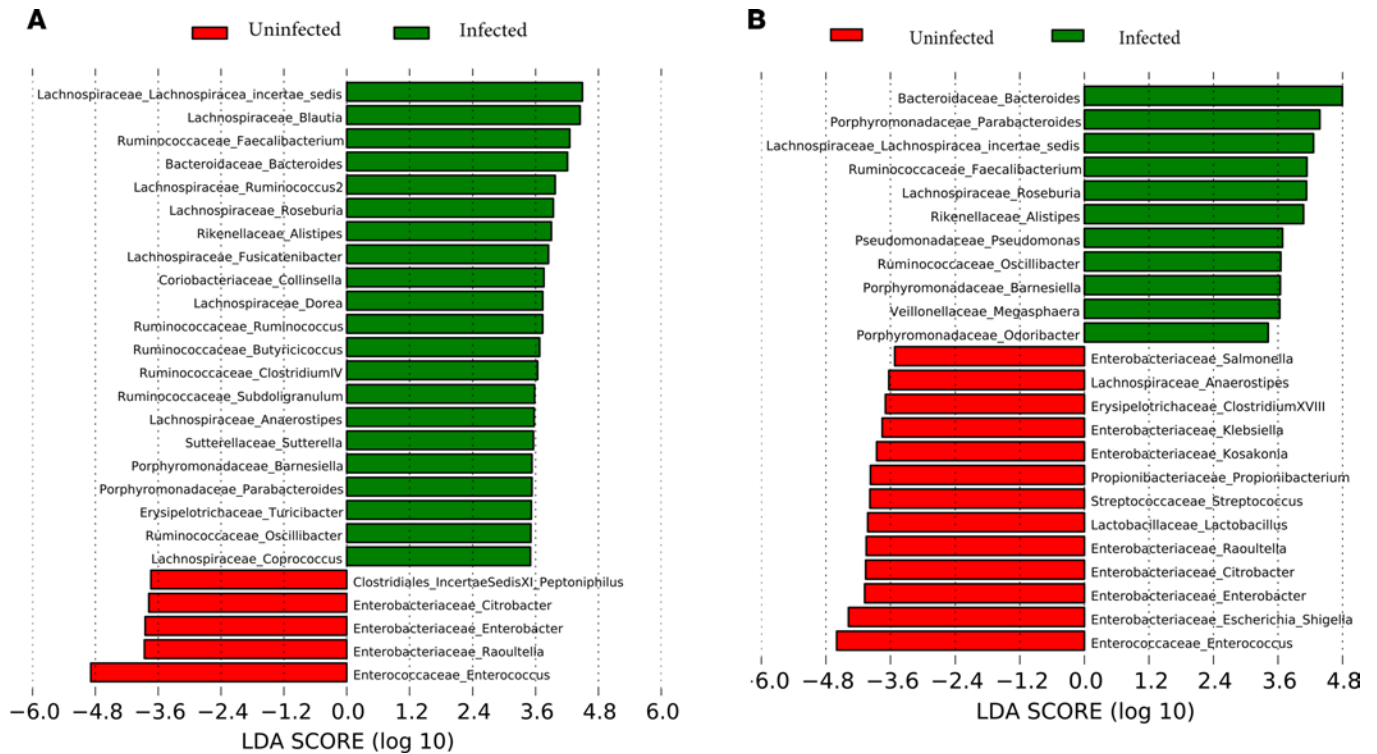 A
Uninfected
Infected
Lachnospiraceae_Lachnospiracea_incertae_sedis
Lachnospiraceae_Blautia
Ruminococcaceae_Faecalibacterium
Bacteroidaceae_Bacteroides
Lachnospiraceae_Ruminococcus2
Lachnospiraceae_Roseburia
Rikenellaceae_Alistipes
Lachnospiraceae_Fusicatenibacter
Coriobacteriaceae_Collinsella
Lachnospiraceae_Dorea
Ruminococcaceae_Ruminococcus
Ruminococcaceae_Butyricicoccus
Ruminococcaceae_ClostridiumIV
Ruminococcaceae_Subdoligranulum
Lachnospiraceae_Anaerostipes
Sutterellaceae_Sutterella
Porphyromonadaceae_Barnesiella
Porphyromonadaceae_Parabacteroides
Erysipelotrichaceae_Turicibacter
Ruminococcaceae_Oscillibacter
Lachnospiraceae_Coprococcus
Clostridiales_IncertaeSedisXI_Peptoniphilus
Enterobacteriaceae_Citrobacter
Enterobacteriaceae_Enterobacter
Enterobacteriaceae_Raoultella
Enterococcaceae_Enterococcus
−6.0 −4.8 −3.6 −2.4 −1.2 0.0 1.2 2.4 3.6 4.8 6.0
LDA SCORE (log 10)
B
Uninfected
Infected
Bacteroidaceae_Bacteroides
Porphyromonadaceae_Parabacteroides
Lachnospiraceae_Lachnospiracea_incertae_sedis
Ruminococcaceae_Faecalibacterium
Lachnospiraceae_Roseburia
Rikenellaceae_Alistipes
Pseudomonadaceae_Pseudomonas
Ruminococcaceae_Oscillibacter
Porphyromonadaceae_Barnesiella
Veillonellaceae_Megasphaera
Porphyromonadaceae_Odoribacter
Enterobacteriaceae_Salmonella
Lachnospiraceae_Anaerostipes
Erysipelotrichaceae_ClostridiumXVIII
Enterobacteriaceae_Klebsiella
Enterobacteriaceae_Kosakonia
Propionibacteriaceae_Propionibacterium
Streptococcaceae_Streptococcus
Lactobacillaceae_Lactobacillus
Enterobacteriaceae_Raoultella
Enterobacteriaceae_Citrobacter
Enterobacteriaceae_Enterobacter
Enterobacteriaceae_Escherichia_Shigella
Enterococcaceae_Enterococcus
-6.0 −4.8 −3.6 −2.4 −1.2 0.0 1.2 2.4 3.6 4.8
LDA SCORE (log 10)